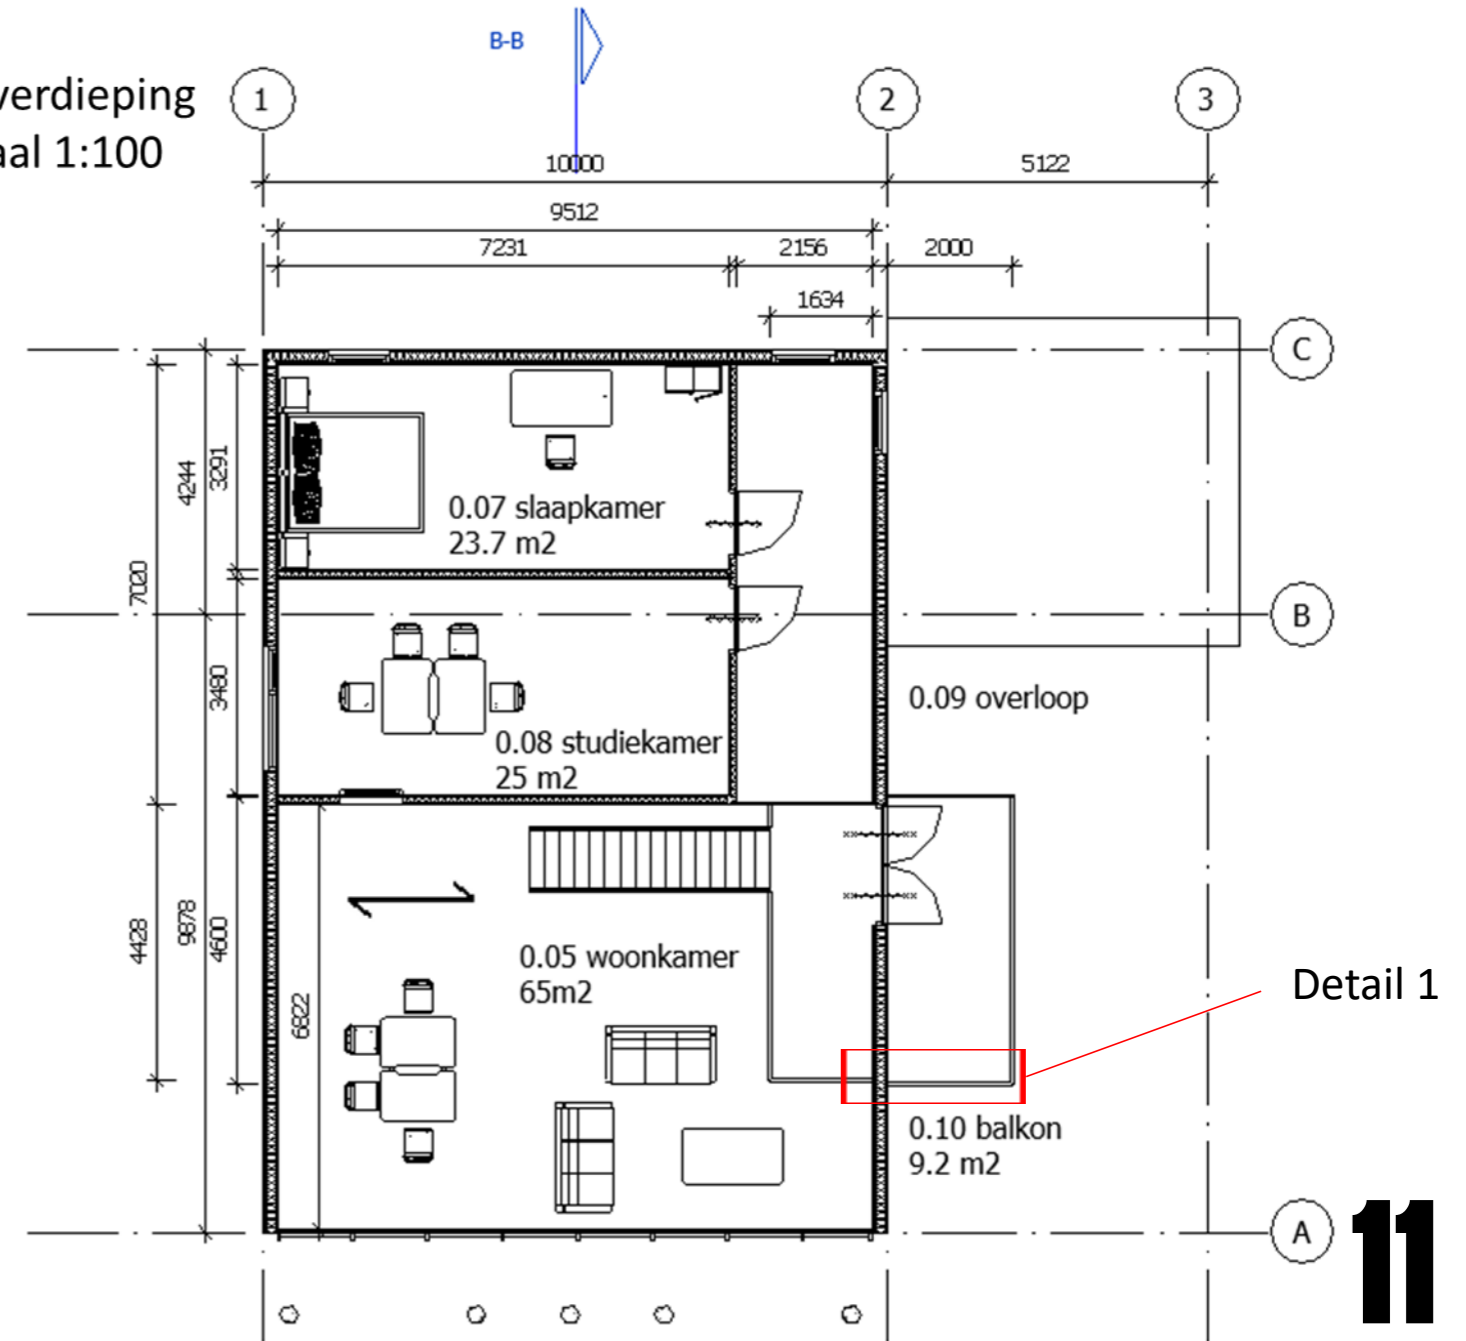 B-B
verdieping
1
2
3
aal 1:100
10000
5122
9512
7231
2156
2000
1634
C
4244
3291
0.07 slaapkamer
23.7 m2
7020
B
3480
0.09 overloop
0.08 studiekamer
25 m2
4428
9878
4600
0.05 woonkamer
65m2
6822
Detail 1
0.10 balkon
9.2 m2
A
11